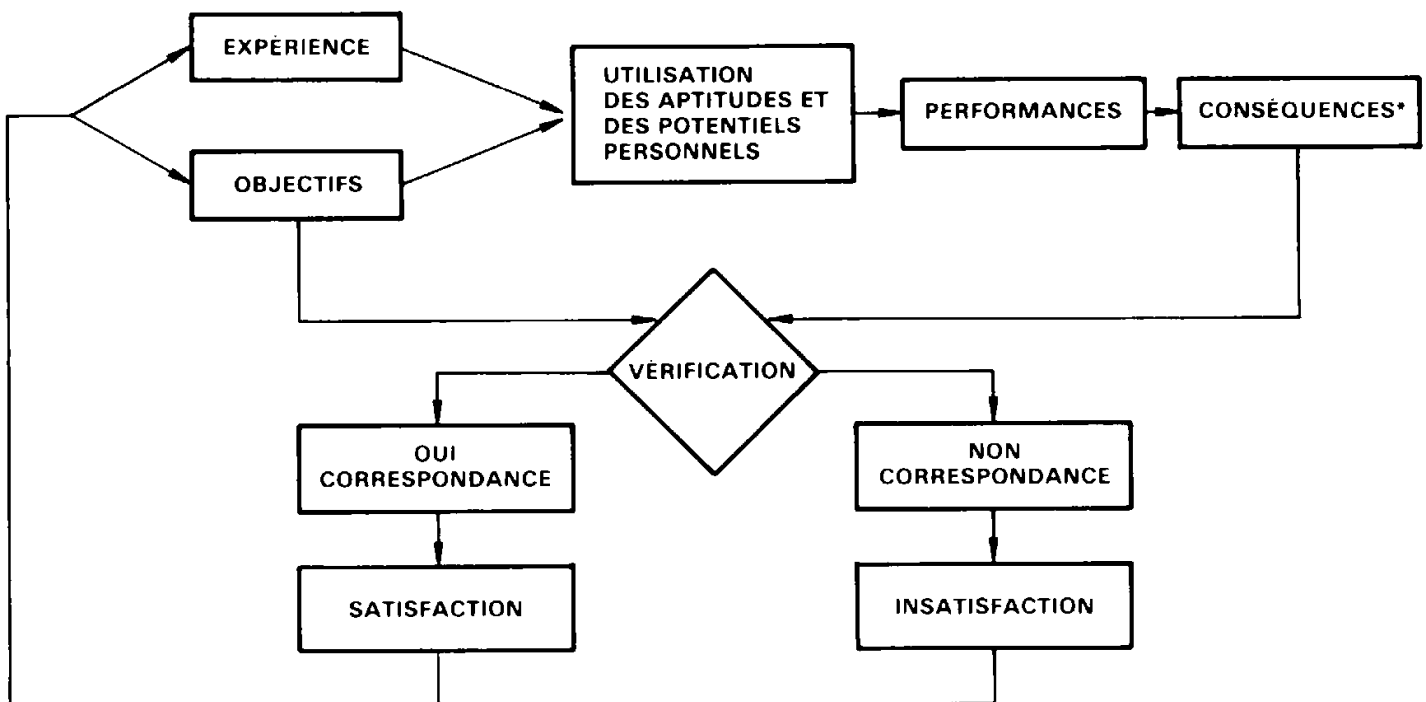 EXPÉRIENCE
OBJECTIFS
UTILISATION
DES APTITUDES ET
DES POTENTIELS
PERSONNELS
PERFORMANCES
CONSÉQUENCES*
VÉRIFICATION
OUI
CORRESPONDANCE
NON
CORRESPONDANCE
SATISFACTION
INSATISFACTION